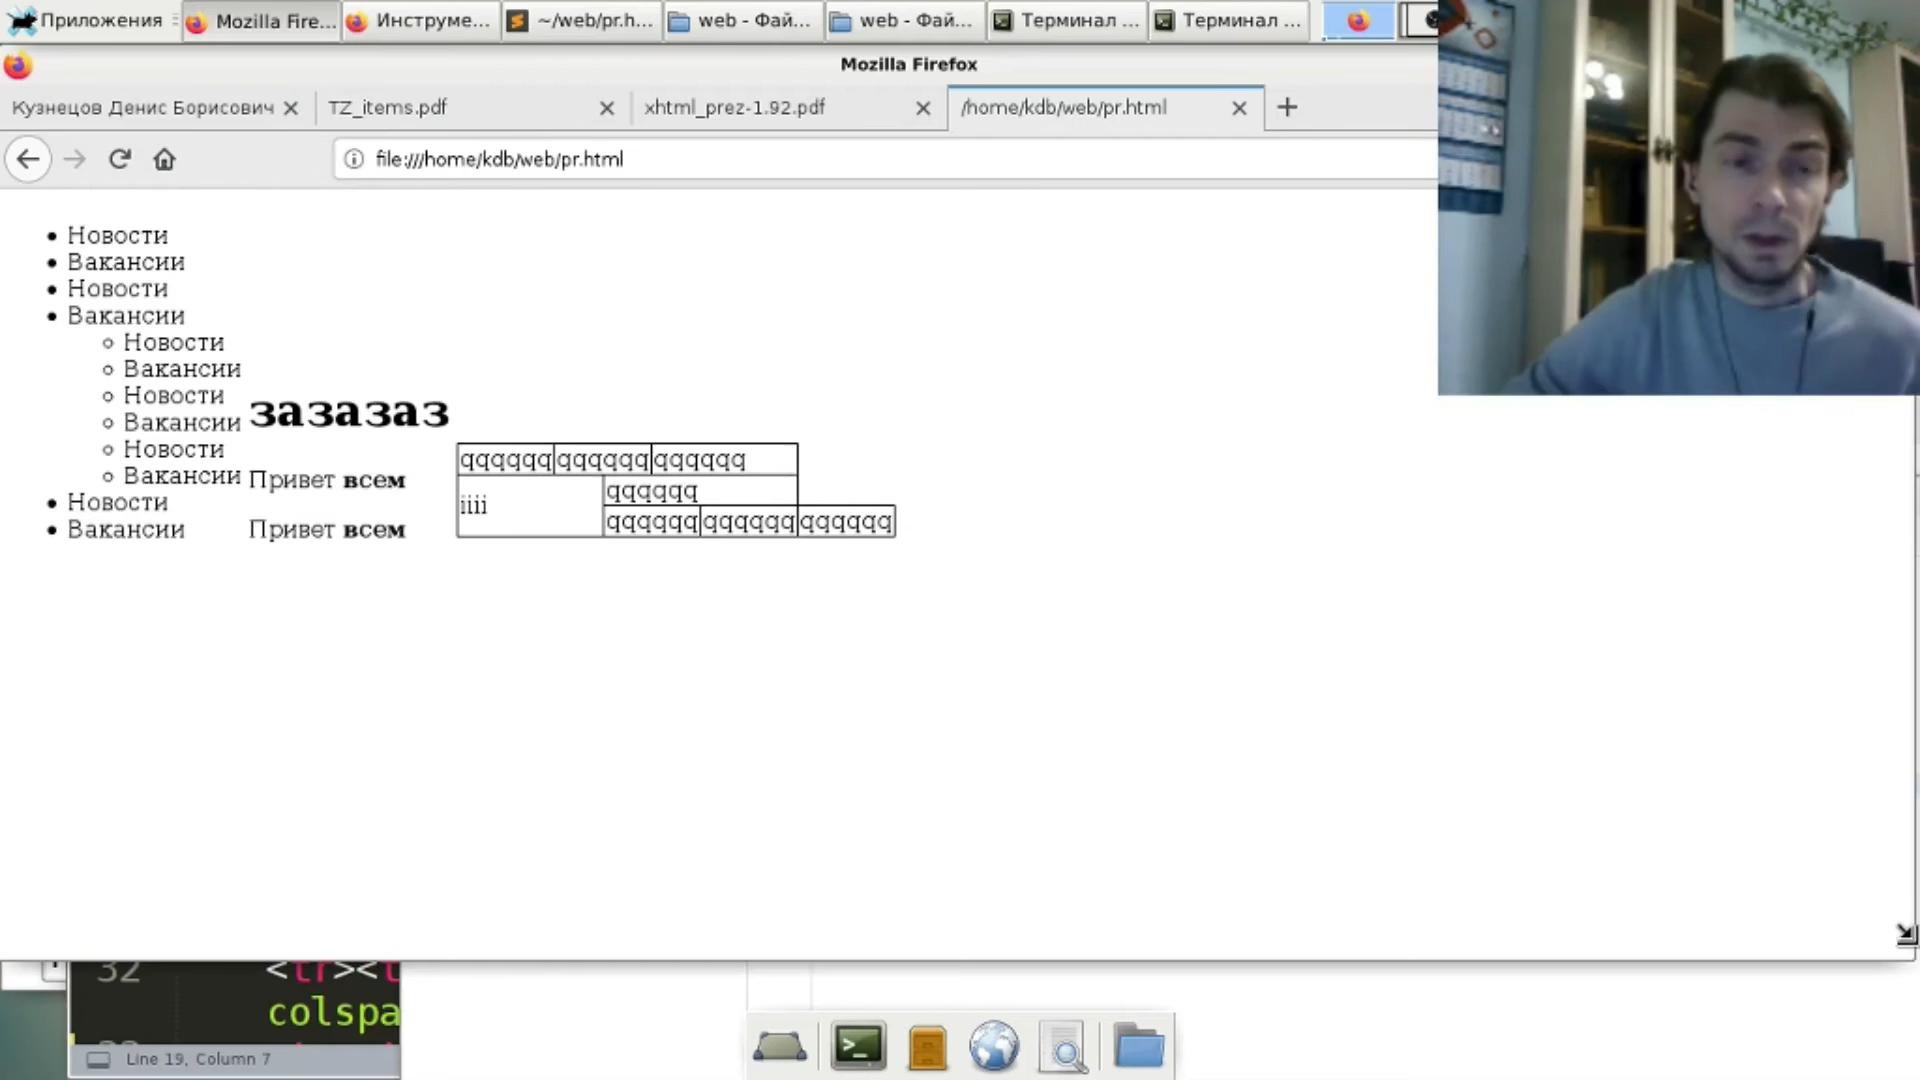 Приложения
Mozilla Fire...
Инструме...
~/web/pr.h...
web - Фай...
web - Фай...
Терминал ...
Терминал ...
Mozilla Firefox
Кузнецов Денис Борисович
TZ_items.pdf
xhtml_prez-1.92.pdf
/home/kdb/web/pr.html
file:///home/kdb/web/pr.html
Новости
Вакансии
Новости
Вакансии
Новости
Вакансии
Новости
Вакансии
Новости
Вакансии
Новости
Вакансии
зазазаз
Привет всем
Привет всем
qqqqqq qqqqqq qqqqqq
iiii qqqqqq
qqqqqq qqqqqq qqqqqq
32 <tr><t
colspa
Line 19, Column 7